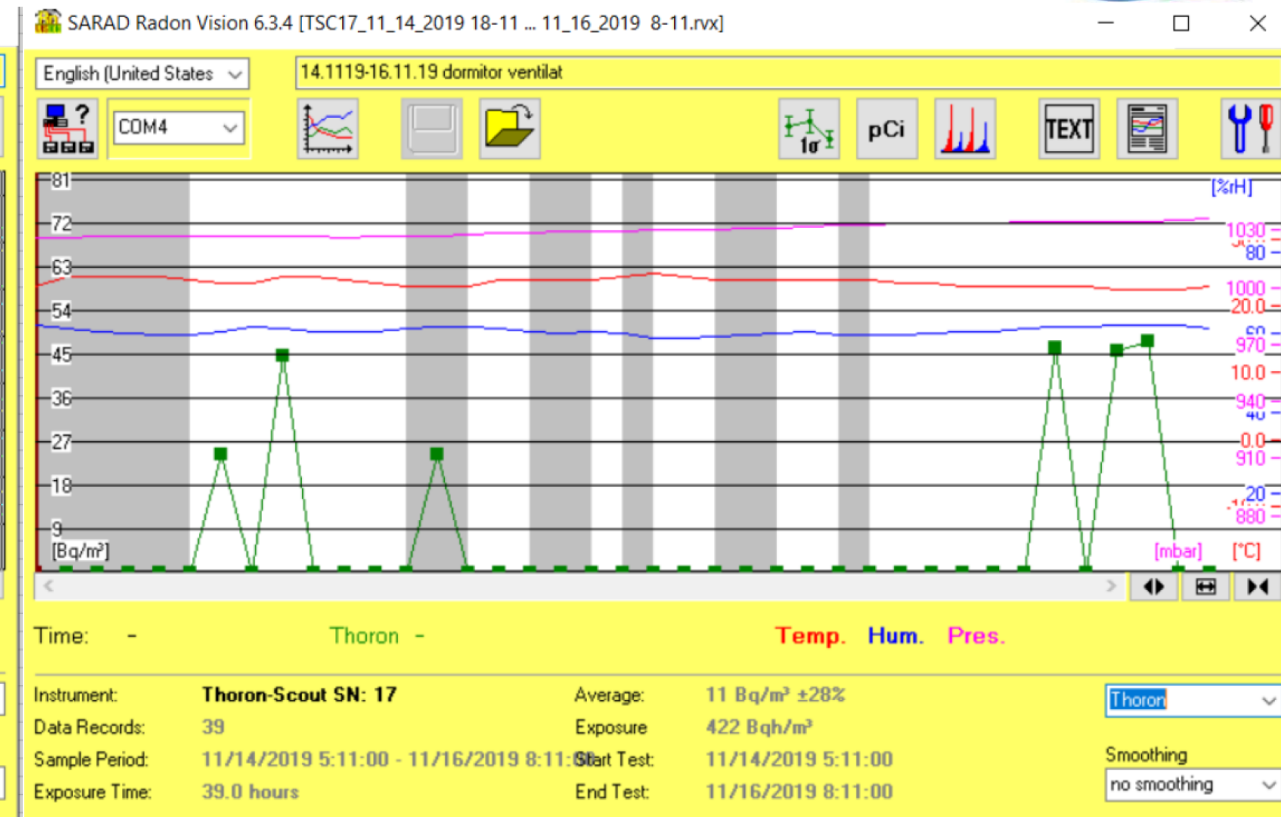 SARAD Radon Vision 6.3.4 [TSC17_11_14_2019 18-11 ... 11_16_2019 8-11.rvx]
English (United States
14.1119-16.11.19 dormitor ventilat
?
COM4
1σ
pCi
TEXT
81
[%rH]
72
1030
80
63
1000
54
20.0
45
970
10.0
36
940
40
27
0.0
910
18
20
880
9
[Bq/m³]
[mbar]
[°C]
Time: -
Thoron -
Temp. Hum. Pres.
Instrument: Thoron-Scout SN: 17
Average: 11 Bq/m³ ±28%
Thoron
Data Records: 39
Exposure 422 Bqh/m³
Sample Period: 11/14/2019 5:11:00 - 11/16/2019 8:11:
Start Test: 11/14/2019 5:11:00
Smoothing
Exposure Time: 39.0 hours
End Test: 11/16/2019 8:11:00
no smoothing